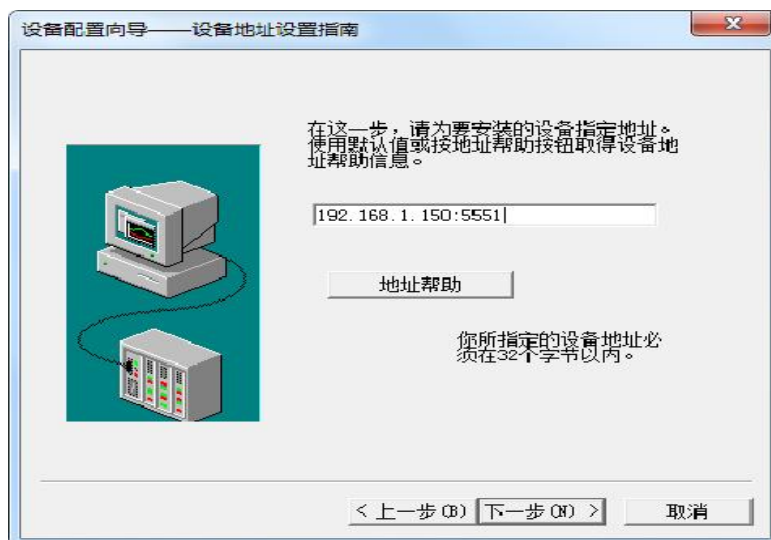 设备配置向导——设备地址设置指南
在这一步，请为要安装的设备指定地址。
使用默认值或按地址帮助按钮取得设备地
址帮助信息。
192.168.1.150:5551
地址帮助
你所指定的设备地址必
须在32个字节以内。
< 上一步(B) 下一步(N) > 取消